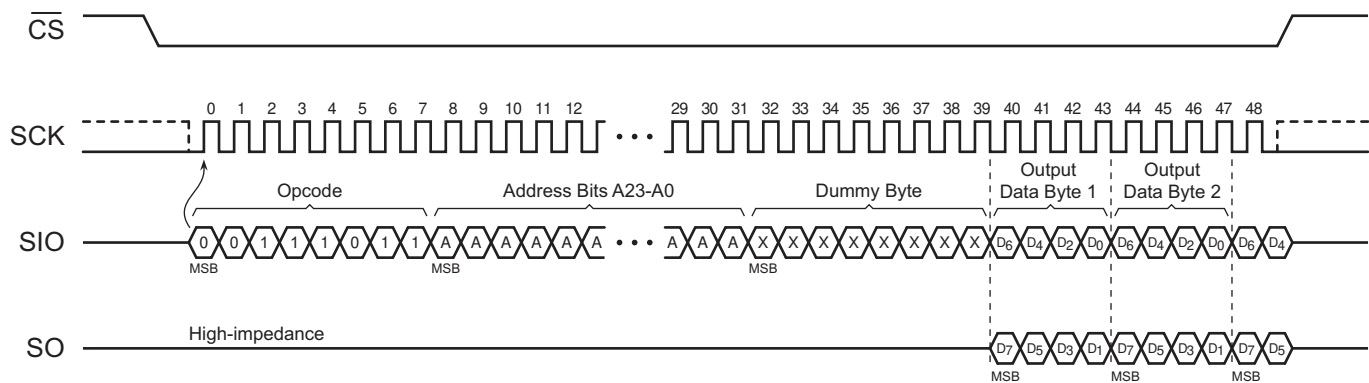 CS
0 1 2 3 4 5 6 7 8 9 10 11 12 29 30 31 32 33 34 35 36 37 38 39 40 41 42 43 44 45 46 47 48
SCK
Opcode Address Bits A23-A0 Dummy Byte Output Data Byte 1 Output Data Byte 2
SIO 0 0 1 1 1 0 1 1 A A A A A A A A A X X X X X X X X D6 D4 D2 D0 D6 D4 D2 D0 D6 D4
MSB MSB MSB
High-impedance
SO D7 D5 D3 D1 D7 D5 D3 D1 D7 D5
MSB MSB MSB